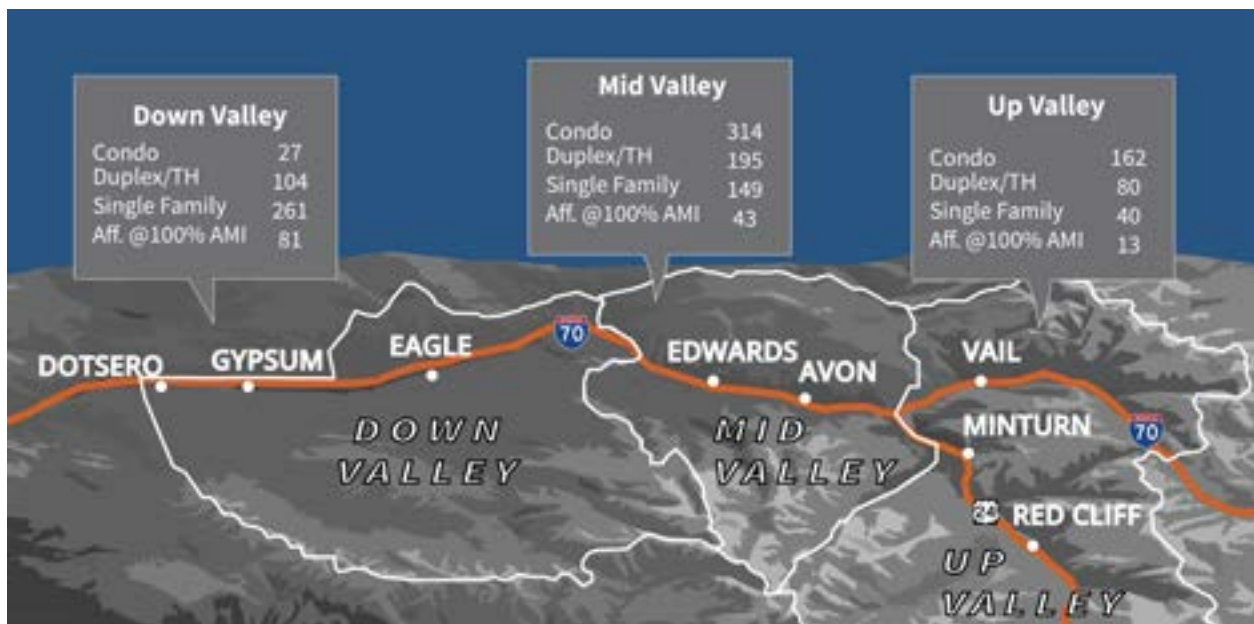 Down Valley
Condo 27
Duplex/TH 104
Single Family 261
Aff. @100% AMI 81
Mid Valley
Condo 314
Duplex/TH 195
Single Family 149
Aff. @100% AMI 43
Up Valley
Condo 162
Duplex/TH 80
Single Family 40
Aff. @100% AMI 13
DOTSERO
GYPSUM
EAGLE
70
EDWARDS
AVON
VAIL
MINTURN
70
RED CLIFF
DOWN
VALLEY
MID
VALLEY
UP
VALLEY